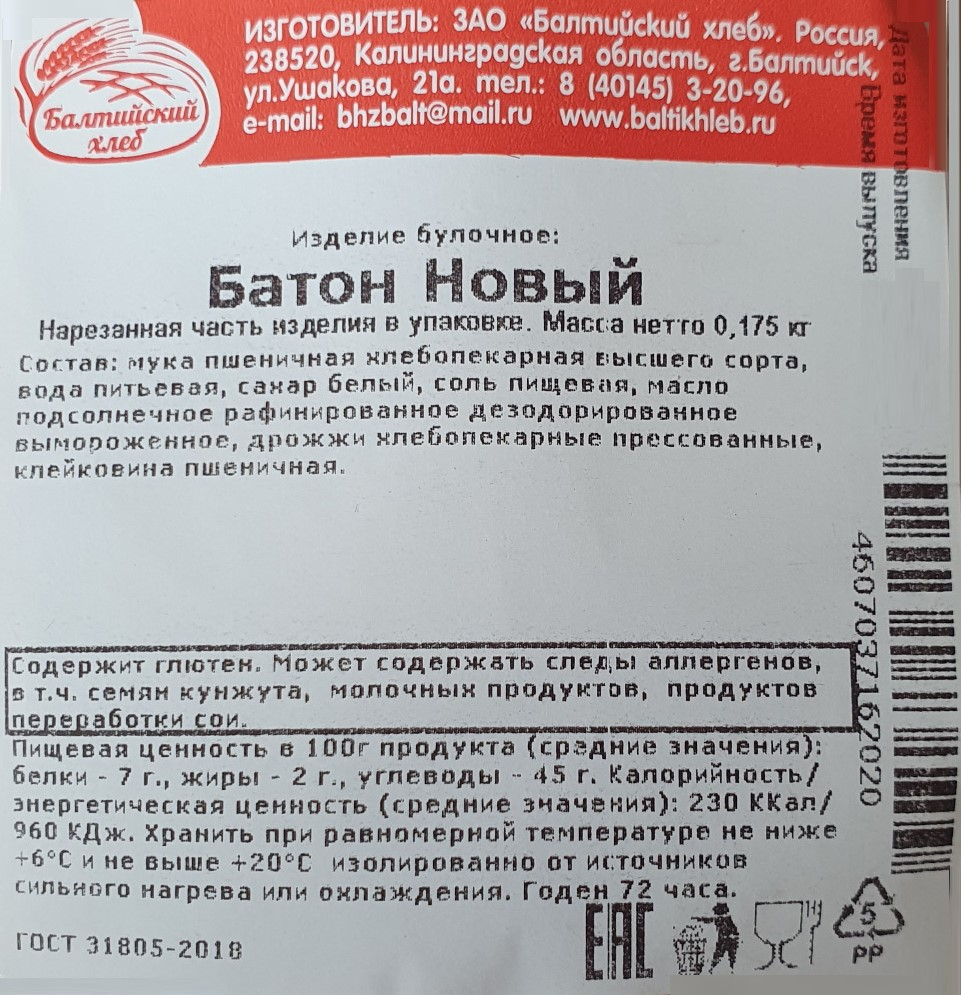 Балтийский
хлеб
ИЗГОТОВИТЕЛЬ: ЗАО «Балтийский хлеб». Россия,
238520, Калининградская область, г.Балтийск,
ул.Ушакова, 21а. тел.: 8 (40145) 3-20-96,
e-mail: bhzbalt@mail.ru www.baltikhleb.ru
Дата изготовления
Время выпуска
Изделие булочное:
Батон Новый
Нарезанная часть изделия в упаковке. Масса нетто 0,175 кг
Состав: мука пшеничная хлебопекарная высшего сорта,
вода питьевая, сахар белый, соль пищевая, масло
подсолнечное рафинированное дезодорированное
вымороженное, дрожжи хлебопекарные прессованные,
клейковина пшеничная.
4607037162020
Содержит глютен. Может содержать следы аллергенов,
в т.ч. семян кунжута, молочных продуктов, продуктов
переработки сои.
Пищевая ценность в 100г продукта (средние значения):
белки - 7 г., жиры - 2 г., углеводы - 45 г. Калорийность/
энергетическая ценность (средние значения): 230 ККал/
960 КДж. Хранить при равномерной температуре не ниже
+6°С и не выше +20°С изолированно от источников
сильного нагрева или охлаждения. Годен 72 часа.
ГОСТ 31805-2018
EAC
5
PP